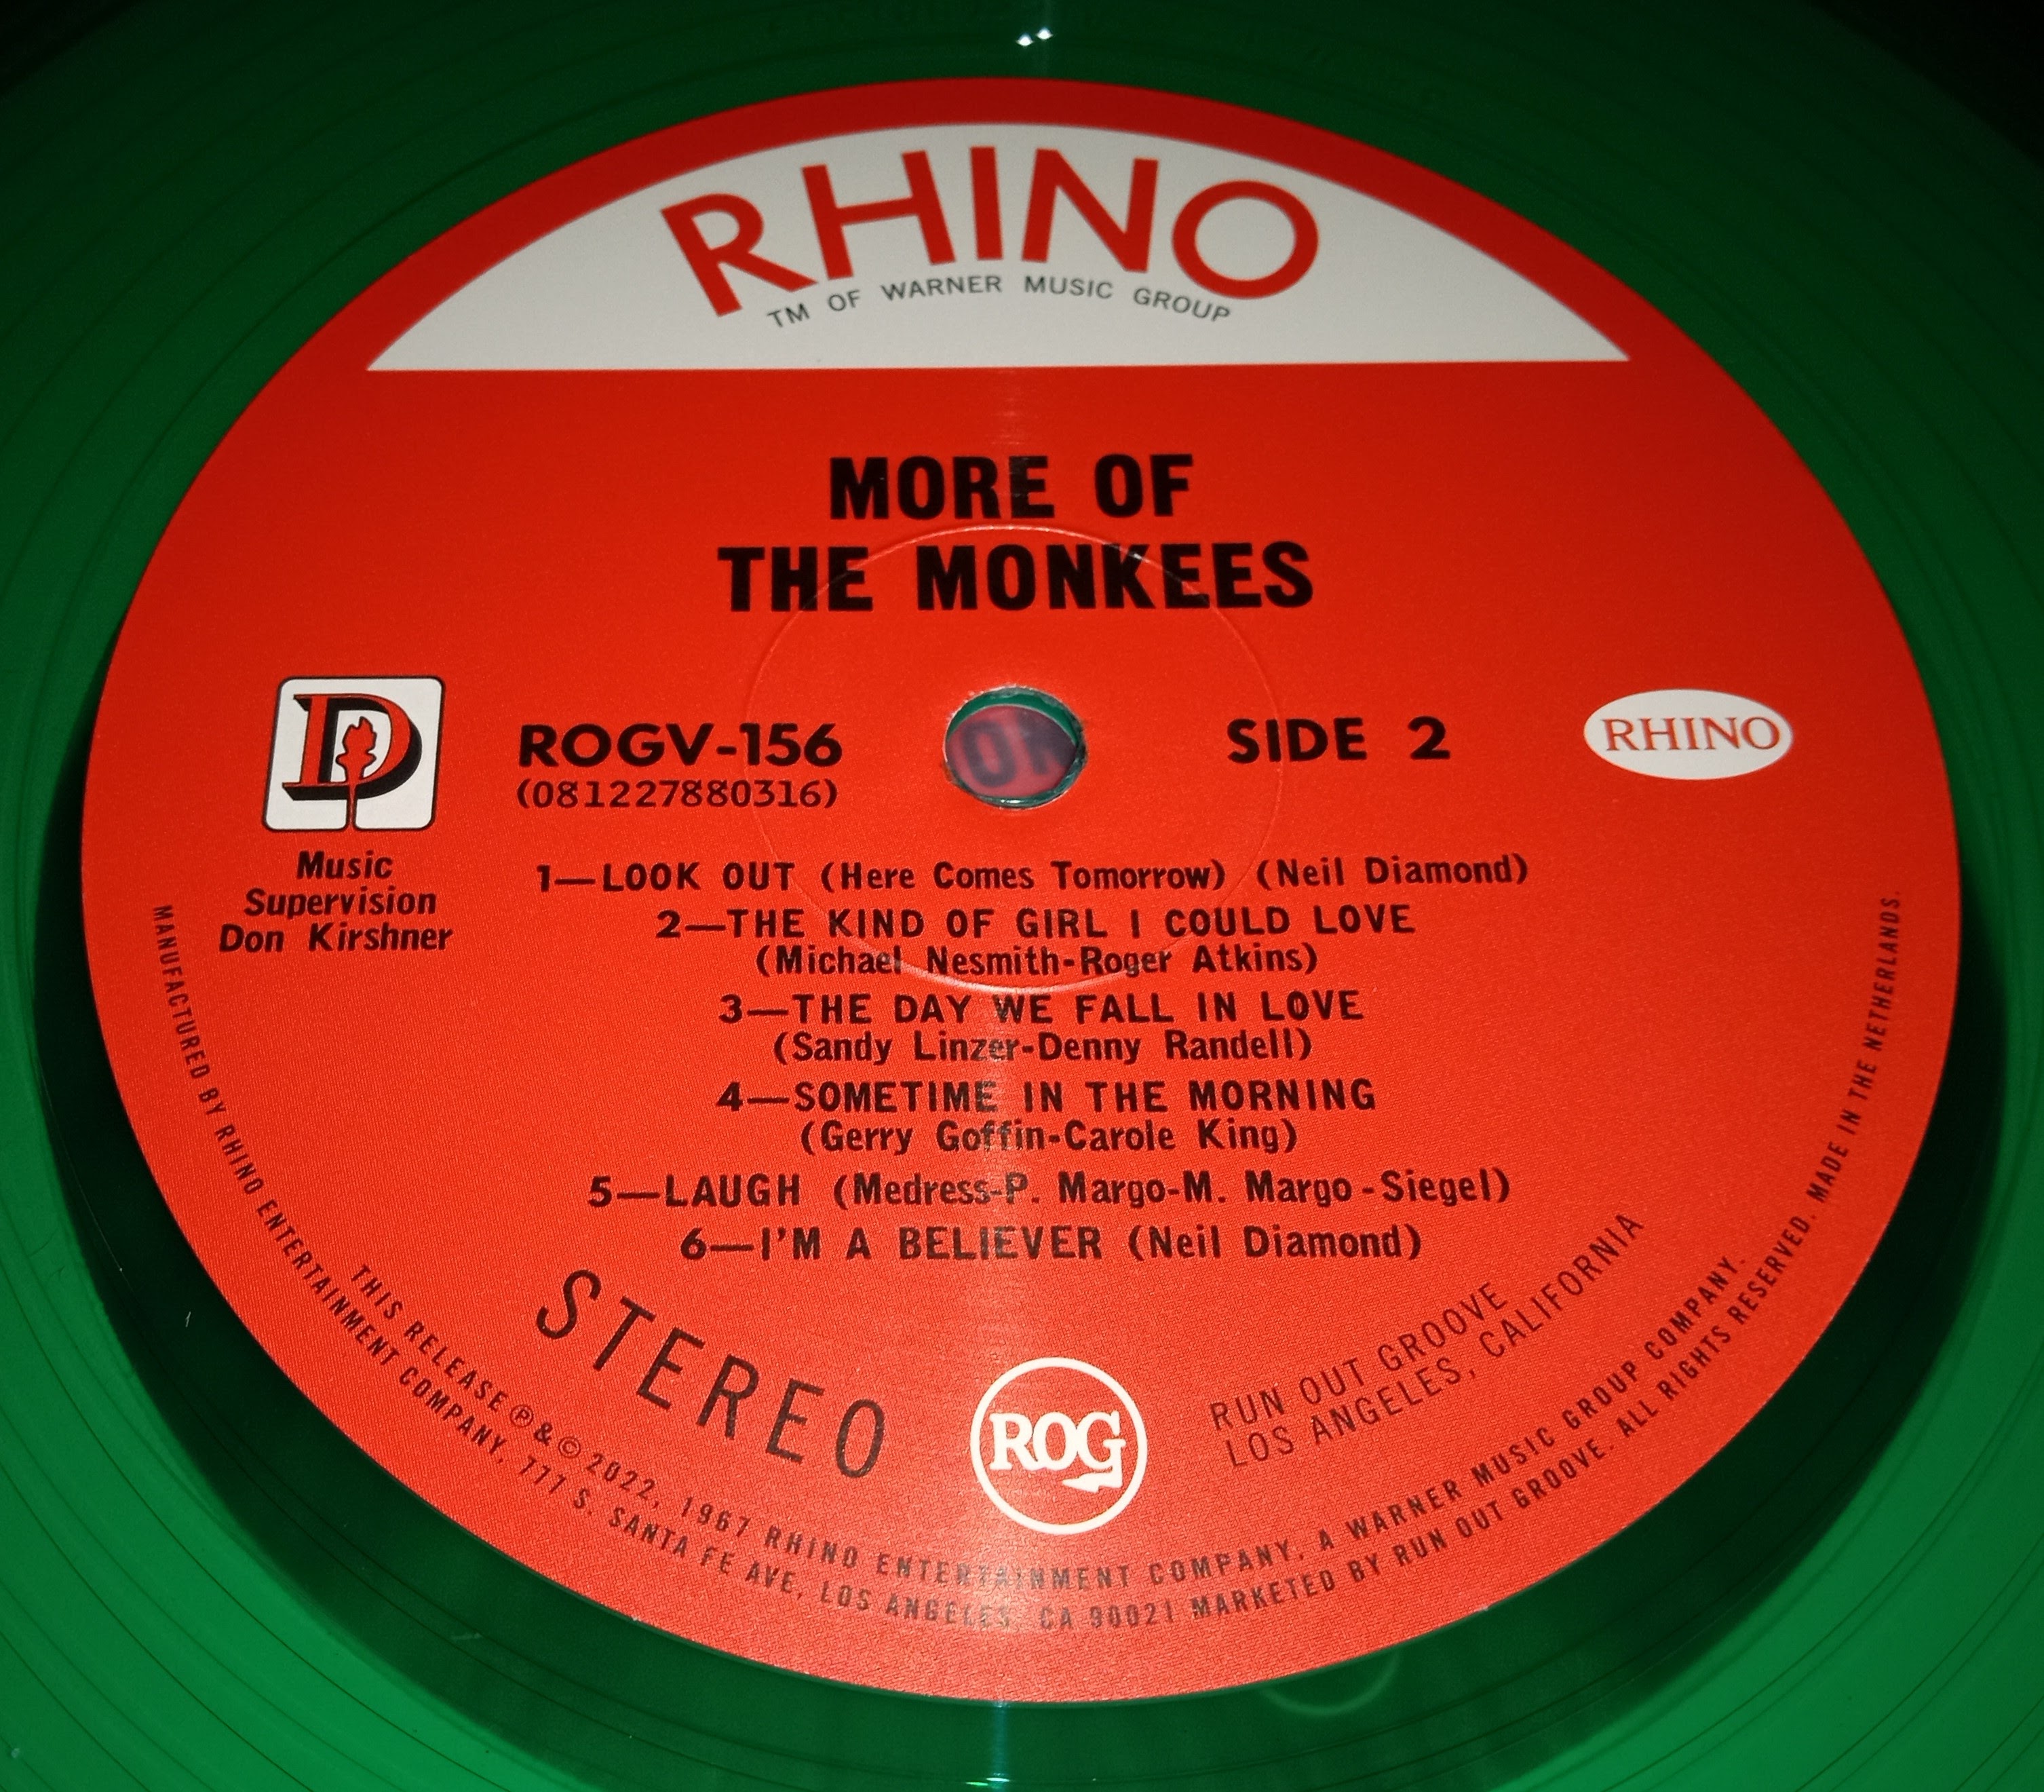 RHINO
TM OF WARNER MUSIC GROUP
MORE OF
THE MONKEES
D
Music
Supervision
Don Kirshner
ROGV-156
(081227880316)
SIDE 2
RHINO
1—LOOK OUT (Here Comes Tomorrow) (Neil Diamond)
2—THE KIND OF GIRL I COULD LOVE
(Michael Nesmith-Roger Atkins)
3—THE DAY WE FALL IN LOVE
(Sandy Linzer-Denny Randell)
4—SOMETIME IN THE MORNING
(Gerry Goffin-Carole King)
5—LAUGH (Medress-P. Margo-M. Margo-Siegel)
6—I'M A BELIEVER (Neil Diamond)
STEREO
ROG
RUN OUT GROOVE
LOS ANGELES, CALIFORNIA
THIS RELEASE ℗ & © 2022, 1967 RHINO ENTERTAINMENT COMPANY, A WARNER MUSIC GROUP COMPANY.
MANUFACTURED BY RHINO ENTERTAINMENT COMPANY, 777 S. SANTA FE AVE, LOS ANGELES, CA 90021 MARKETED BY RUN OUT GROOVE. ALL RIGHTS RESERVED. MADE IN THE NETHERLANDS.